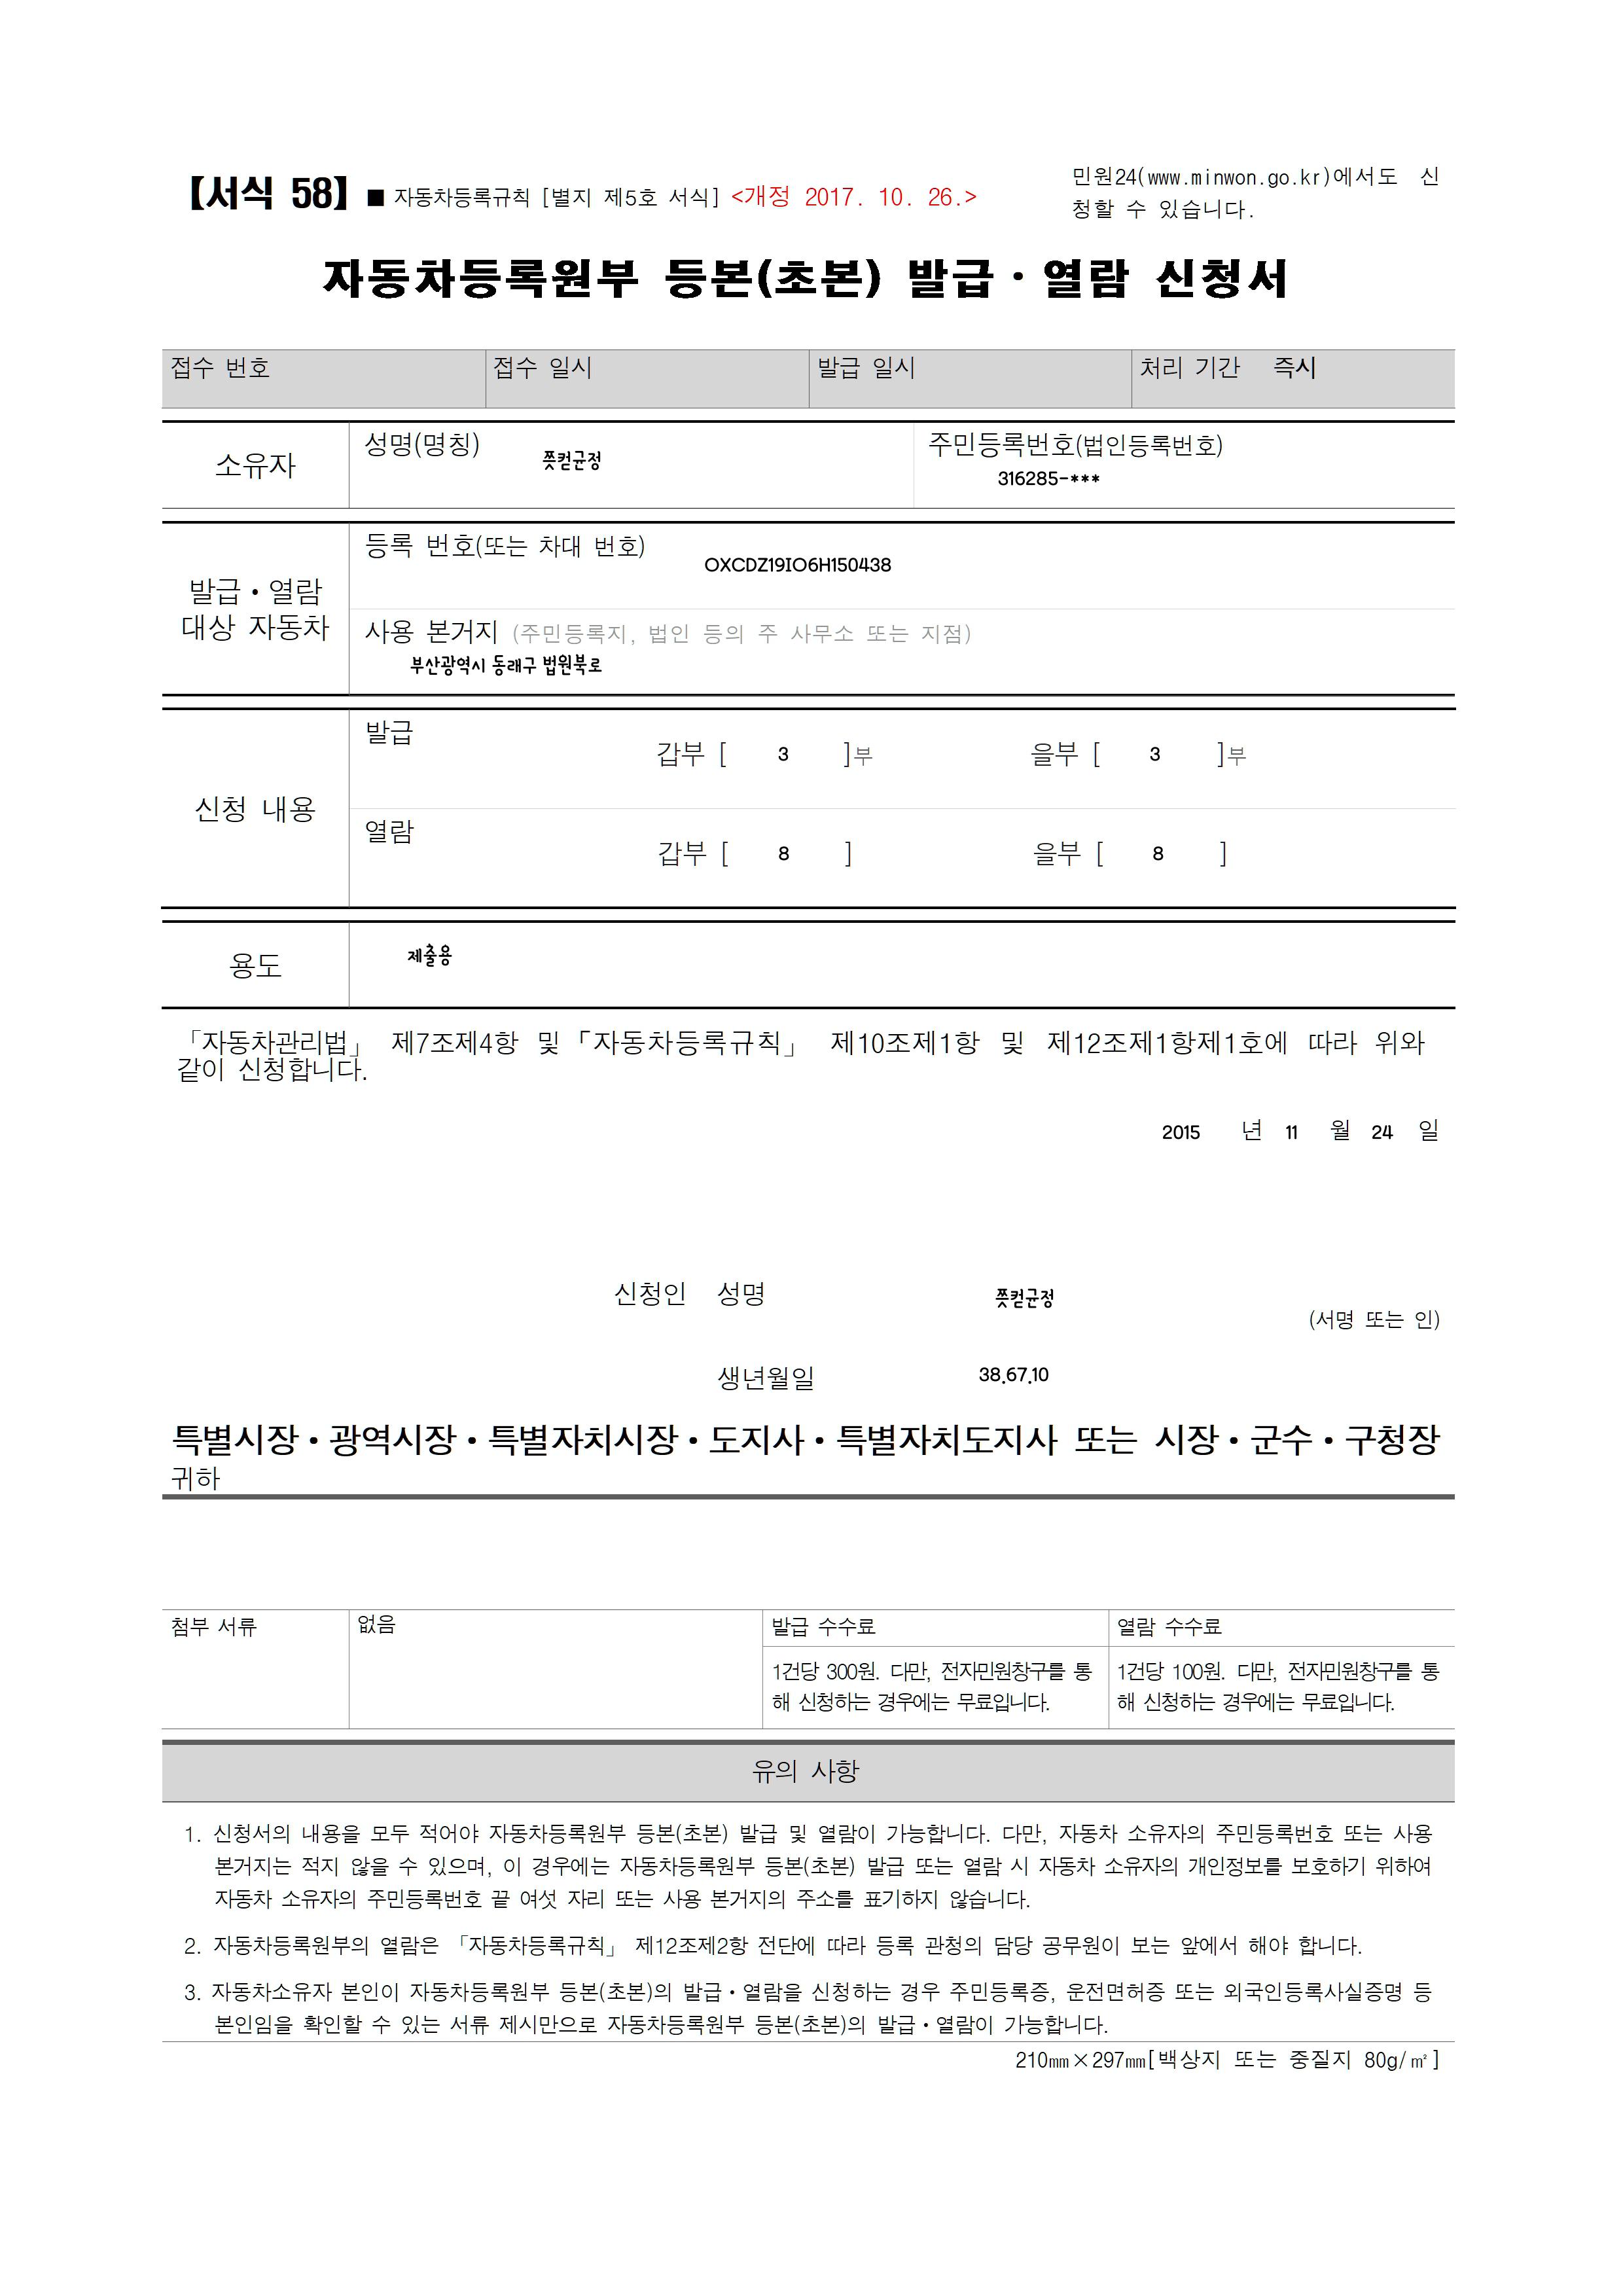 【서식 58】 ■ 자동차등록규칙 [별지 제5호 서식] <개정 2017. 10. 26.>
민원24(www.minwon.go.kr)에서도 신
청할 수 있습니다.
자동차등록원부 등본(초본) 발급・열람 신청서
접수 번호 접수 일시 발급 일시 처리 기간 즉시
소유자 성명(명칭) 쯧컫균정 주민등록번호(법인등록번호)
316285-***
등록 번호(또는 차대 번호) OXCDZ19IO6H150438
발급・열람
대상 자동차
사용 본거지 (주민등록지, 법인 등의 주 사무소 또는 지점)
부산광역시 동래구 법원북로
신청 내용
발급 갑부 [ 3 ]부 을부 [ 3 ]부
열람 갑부 [ 8 ] 을부 [ 8 ]
용도 제출용
「자동차관리법」 제7조제4항 및 「자동차등록규칙」 제10조제1항 및 제12조제1항제1호에 따라 위와
같이 신청합니다.
2015 년 11 월 24 일
신청인 성명 쯧컫균정
(서명 또는 인)
생년월일 38.67.10
특별시장・광역시장・특별자치시장・도지사・특별자치도지사 또는 시장・군수・구청장
귀하
첨부 서류 없음 발급 수수료 열람 수수료
1건당 300원. 다만, 전자민원창구를 통
해 신청하는 경우에는 무료입니다.
1건당 100원. 다만, 전자민원창구를 통
해 신청하는 경우에는 무료입니다.
유의 사항
1. 신청서의 내용을 모두 적어야 자동차등록원부 등본(초본) 발급 및 열람이 가능합니다. 다만, 자동차 소유자의 주민등록번호 또는 사용
본거지는 적지 않을 수 있으며, 이 경우에는 자동차등록원부 등본(초본) 발급 또는 열람 시 자동차 소유자의 개인정보를 보호하기 위하여
자동차 소유자의 주민등록번호 끝 여섯 자리 또는 사용 본거지의 주소를 표기하지 않습니다.
2. 자동차등록원부의 열람은 「자동차등록규칙」 제12조제2항 전단에 따라 등록 관청의 담당 공무원이 보는 앞에서 해야 합니다.
3. 자동차소유자 본인이 자동차등록원부 등본(초본)의 발급・열람을 신청하는 경우 주민등록증, 운전면허증 또는 외국인등록사실증명 등
본인임을 확인할 수 있는 서류 제시만으로 자동차등록원부 등본(초본)의 발급・열람이 가능합니다.
210㎜×297㎜[백상지 또는 중질지 80g/㎡]